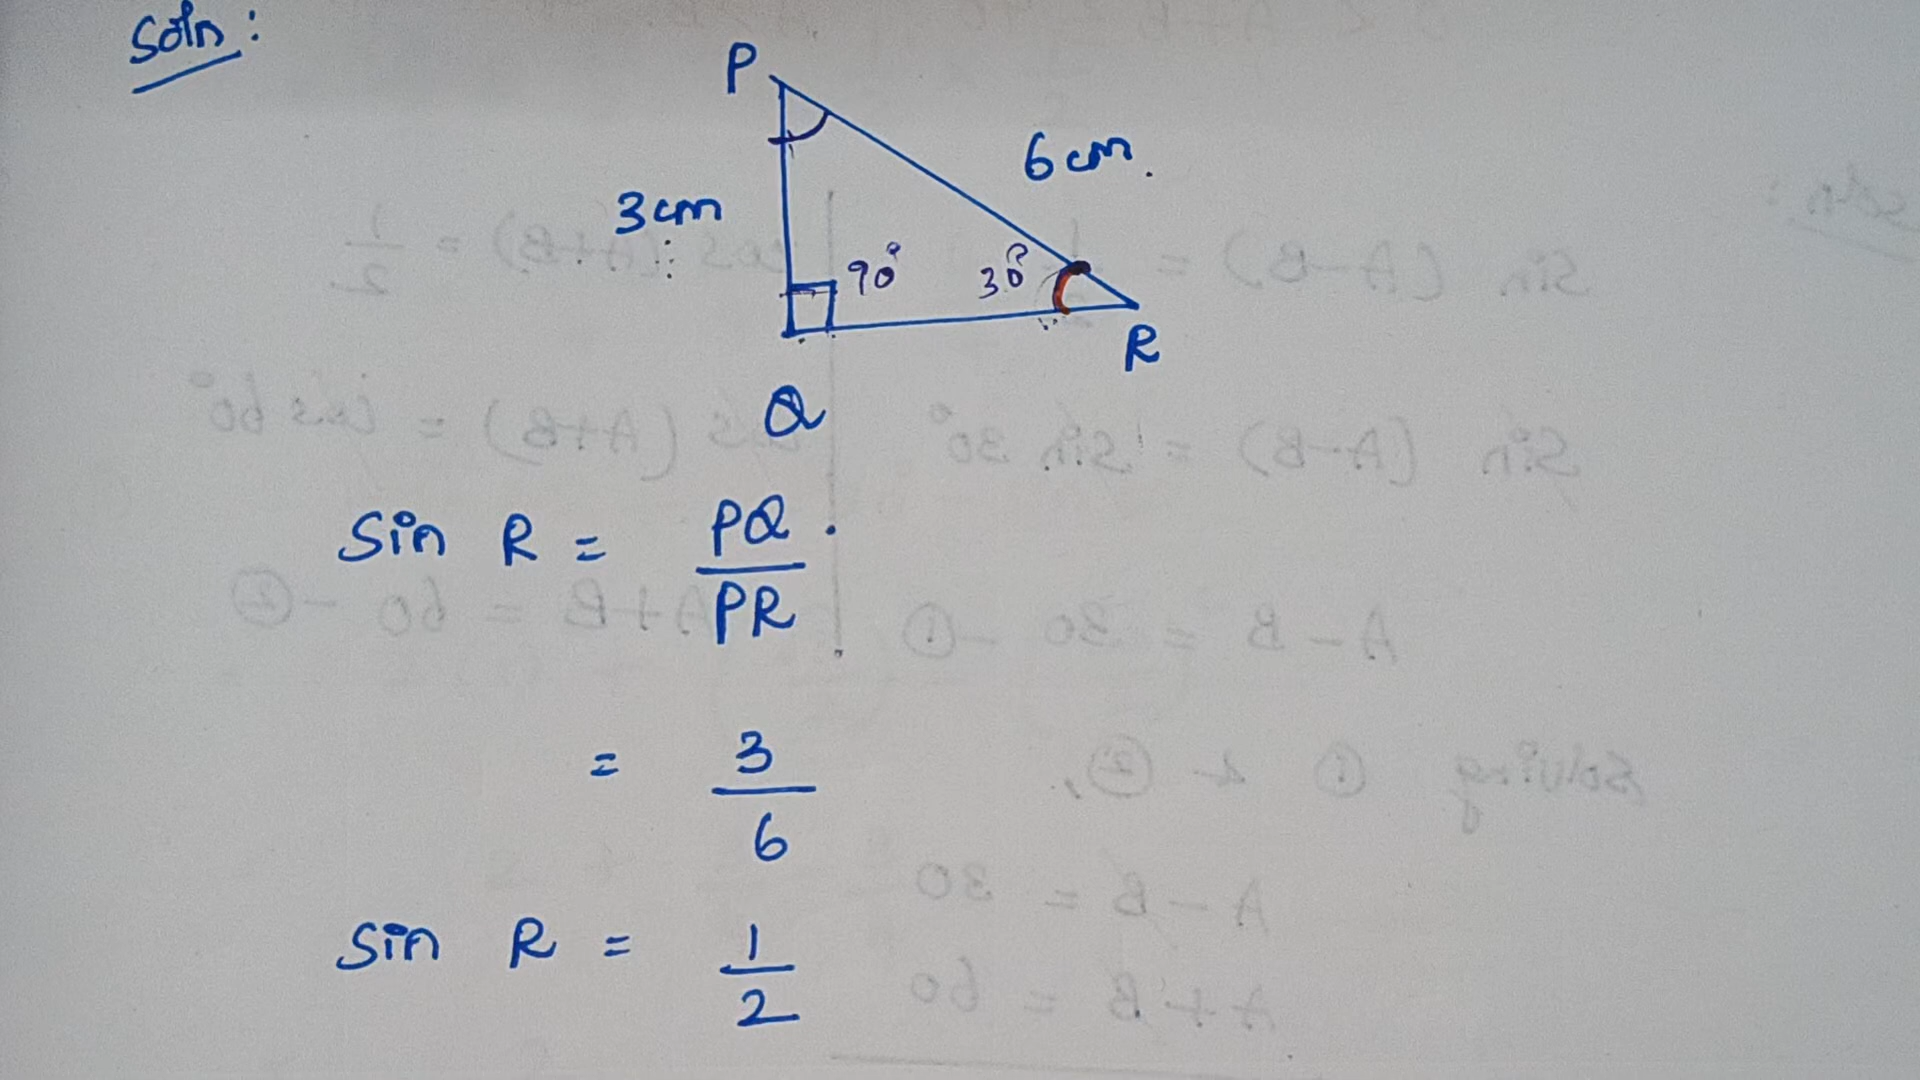 Soln :
P
6 cm.
3 cm
90° 30°
R
Q
Sin R = PQ
PR
= 3
6
Sin R = 1
2